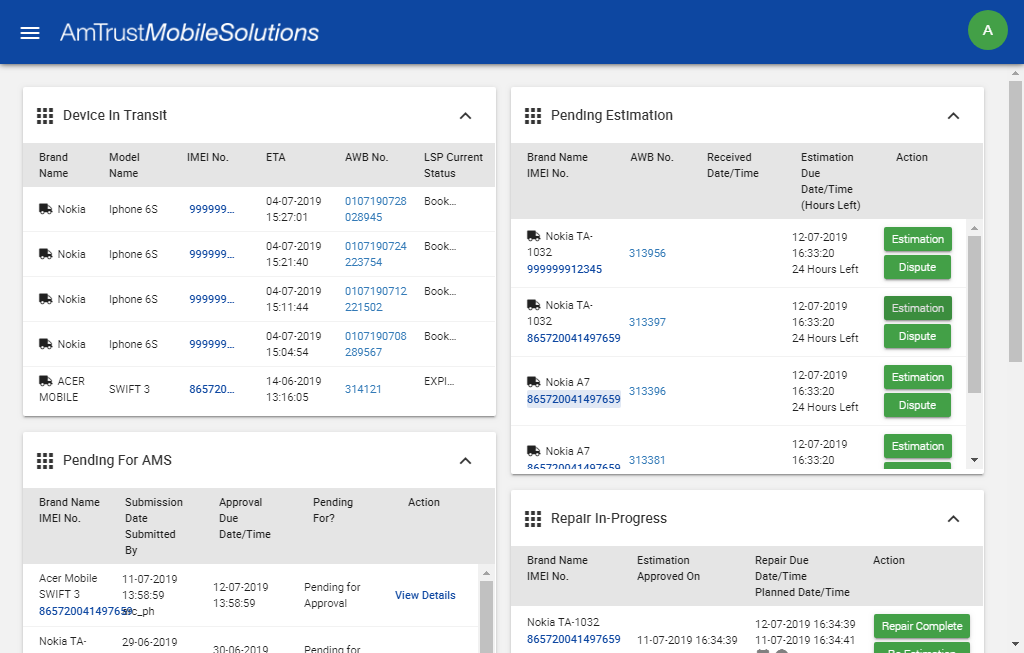 AmTrustMobileSolutions
A
Device In Transit
Brand Name
Model Name
IMEI No.
ETA
AWB No.
LSP Current Status
Nokia
Iphone 6S
999999...
04-07-2019
15:27:01
0107190728
028945
Book...
Nokia
Iphone 6S
999999...
04-07-2019
15:21:40
0107190724
223754
Book...
Nokia
Iphone 6S
999999...
04-07-2019
15:11:44
0107190712
221502
Book...
Nokia
Iphone 6S
999999...
04-07-2019
15:04:54
0107190708
289567
Book...
ACER
MOBILE
SWIFT 3
865720...
14-06-2019
13:16:05
314121
EXPI...
Pending For AMS
Brand Name
IMEI No.
Submission
Date
Submitted
By
Approval
Due
Date/Time
Pending
For?
Action
Acer Mobile
SWIFT 3
865720041497659
11-07-2019
13:58:59
12-07-2019
13:58:59
Pending for
Approval
View Details
Nokia TA-
29-06-2019
30-06-2019
Pending for
Pending Estimation
Brand Name
IMEI No.
AWB No.
Received
Date/Time
Estimation
Due
Date/Time
(Hours Left)
Action
Nokia TA-
1032
999999912345
313956
12-07-2019
16:33:20
24 Hours Left
Estimation
Dispute
Nokia TA-
1032
865720041497659
313397
12-07-2019
16:33:20
24 Hours Left
Estimation
Dispute
Nokia A7
865720041497659
313396
12-07-2019
16:33:20
24 Hours Left
Estimation
Dispute
Nokia A7
865720041497659
313381
12-07-2019
16:33:20
Estimation
Repair In-Progress
Brand Name
IMEI No.
Estimation
Approved On
Repair Due
Date/Time
Planned Date/Time
Action
Nokia TA-1032
865720041497659
11-07-2019 16:34:39
12-07-2019 16:34:39
11-07-2019 16:34:41
Repair Complete
Re Estimation